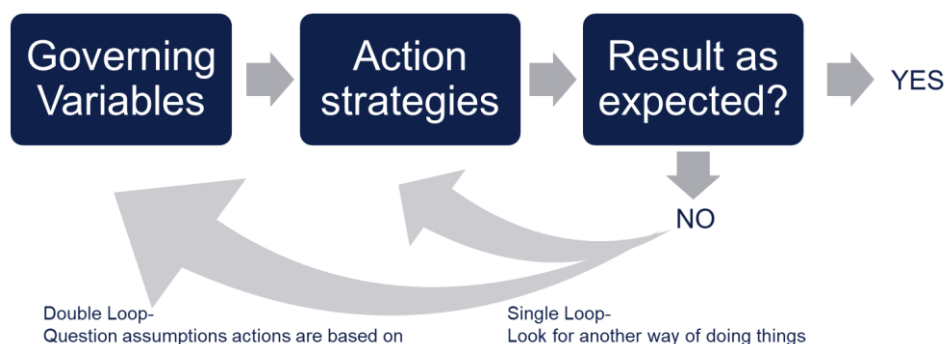 Governing
Variables
Action
strategies
Result as
expected?
YES
NO
Double Loop-
Question assumptions actions are based on
Single Loop-
Look for another way of doing things